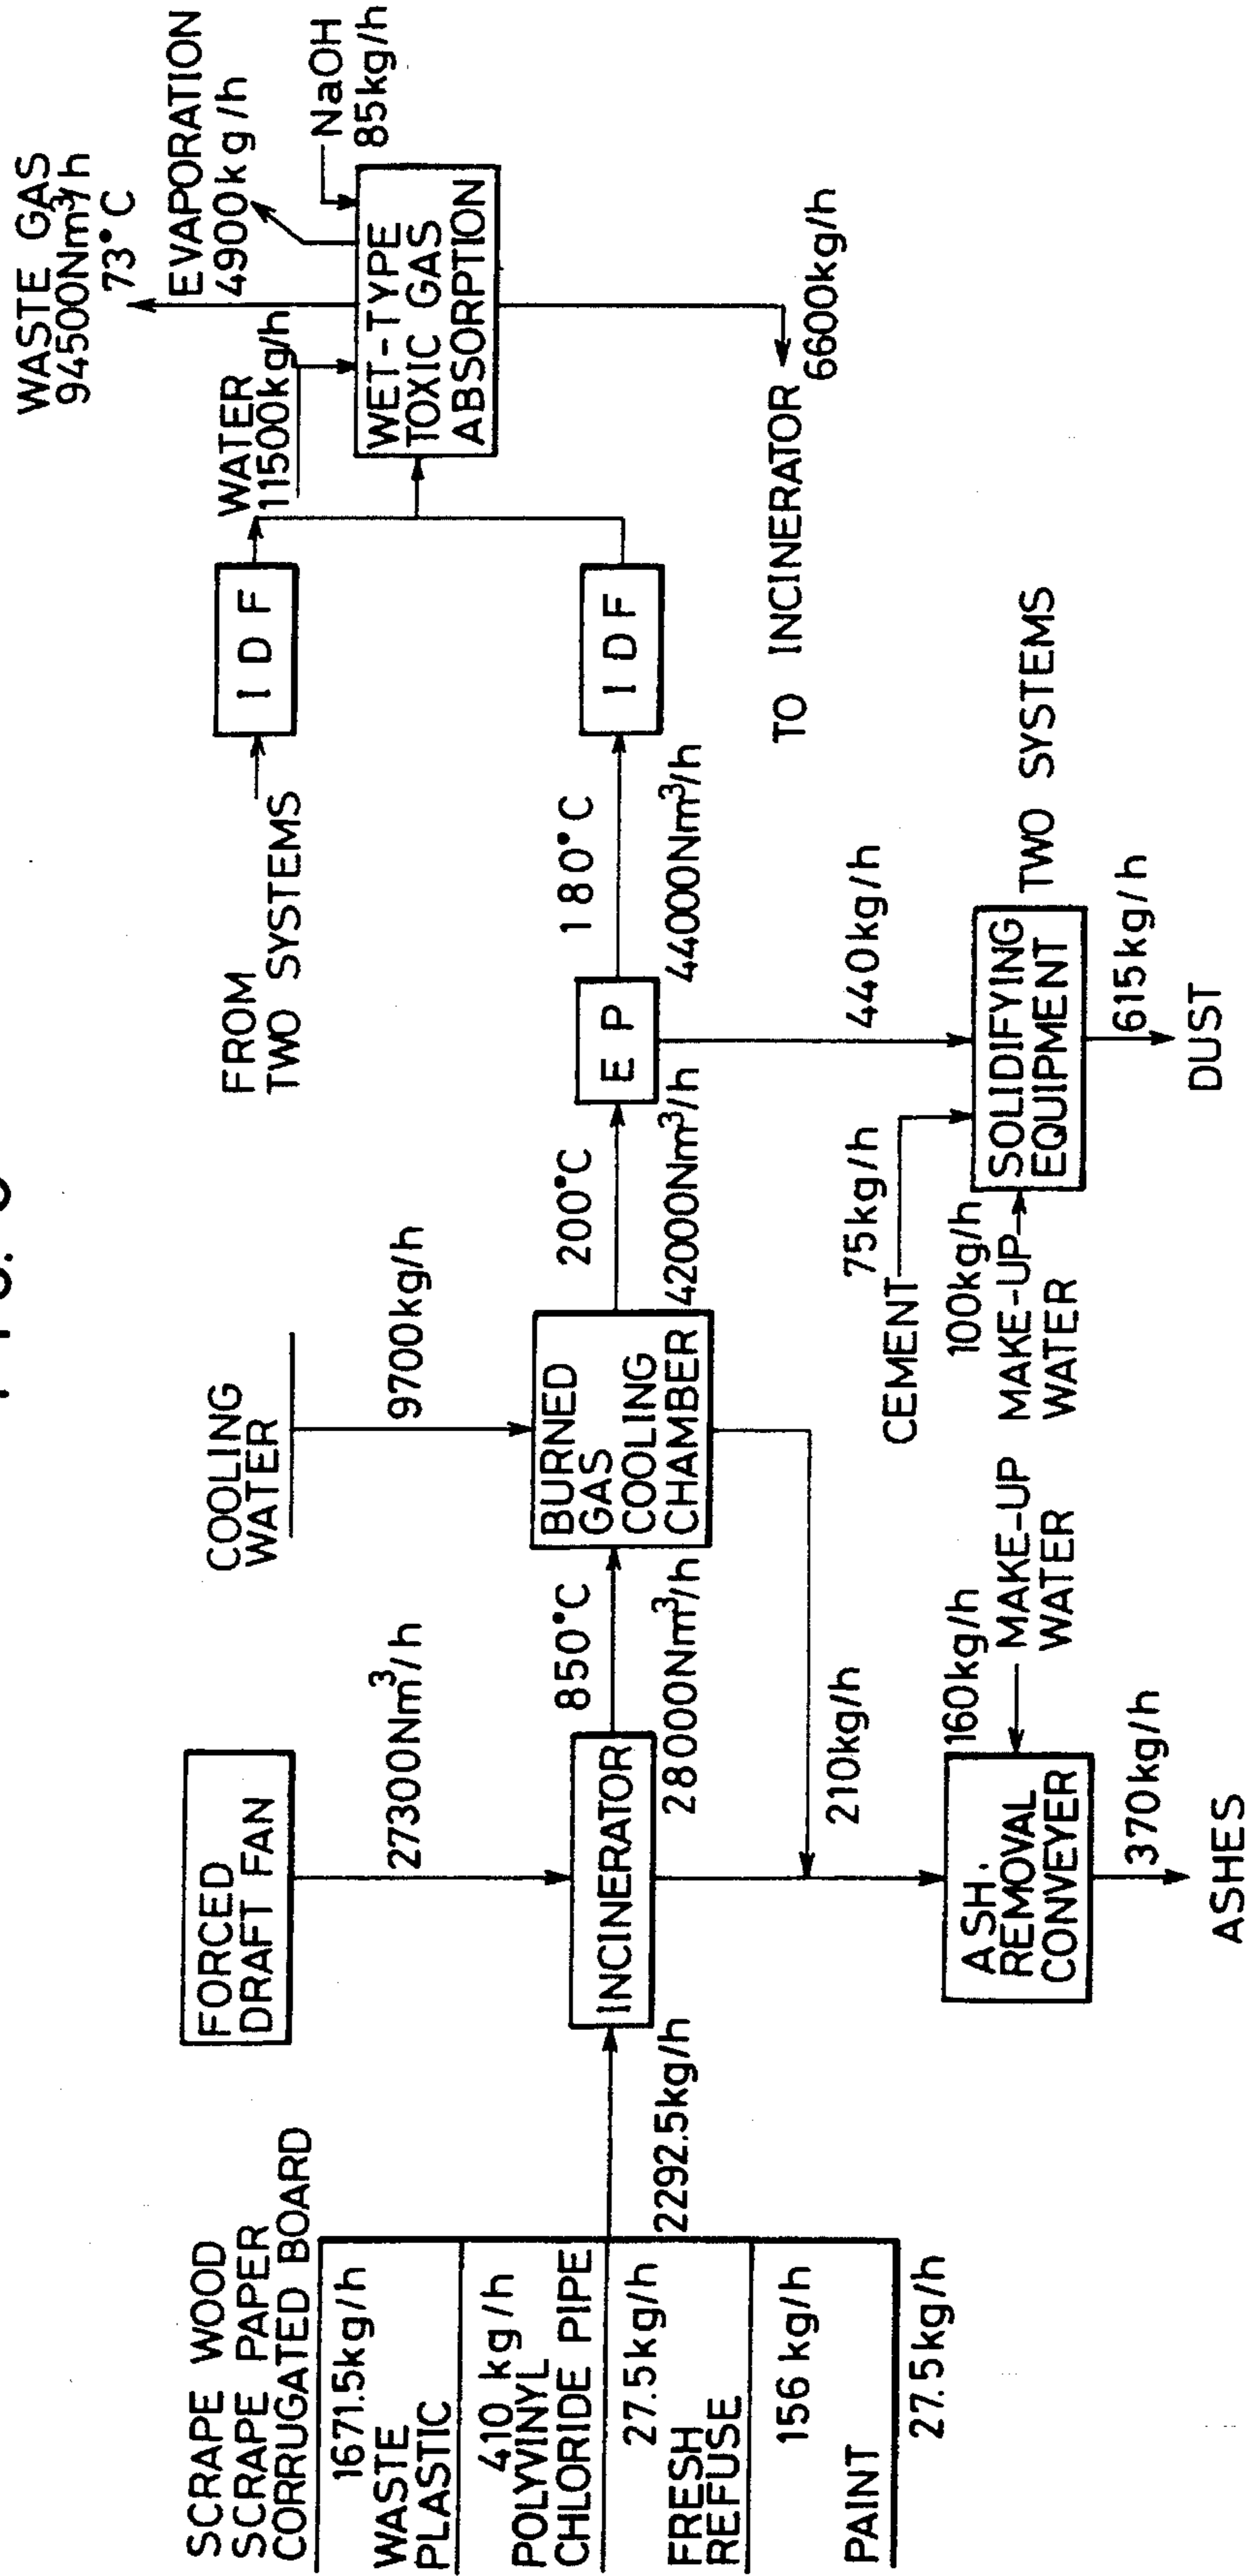 SCRAPE WOOD
SCRAPE PAPER
CORRUGATED BOARD
1671.5kg/h
WASTE
PLASTIC
410 kg/h
POLYVINYL
CHLORIDE PIPE
27.5kg/h
FRESH
REFUSE
156 kg/h
PAINT
27.5kg/h
2292.5kg/h
FORCED
DRAFT FAN
27300Nm³/h
INCINERATOR
850°C
28000Nm³/h
COOLING
WATER
9700kg/h
BURNED
GAS
COOLING
CHAMBER
210kg/h
160kg/h
MAKE-UP
WATER
ASH.
REMOVAL
CONVEYER
370kg/h
ASHES
200°C
42000Nm³/h
E P
180°C
44000Nm³/h
440kg/h
75kg/h
CEMENT
100kg/h
MAKE-UP
WATER
SOLIDIFYING
EQUIPMENT
TWO SYSTEMS
615kg/h
DUST
FROM
TWO SYSTEMS
I D F
I D F
WATER
11500kg/h
WASTE GAS
94500Nm³/h
73°C
EVAPORATION
4900kg/h
NaOH
85kg/h
WET-TYPE
TOXIC GAS
ABSORPTION
6600kg/h
TO INCINERATOR